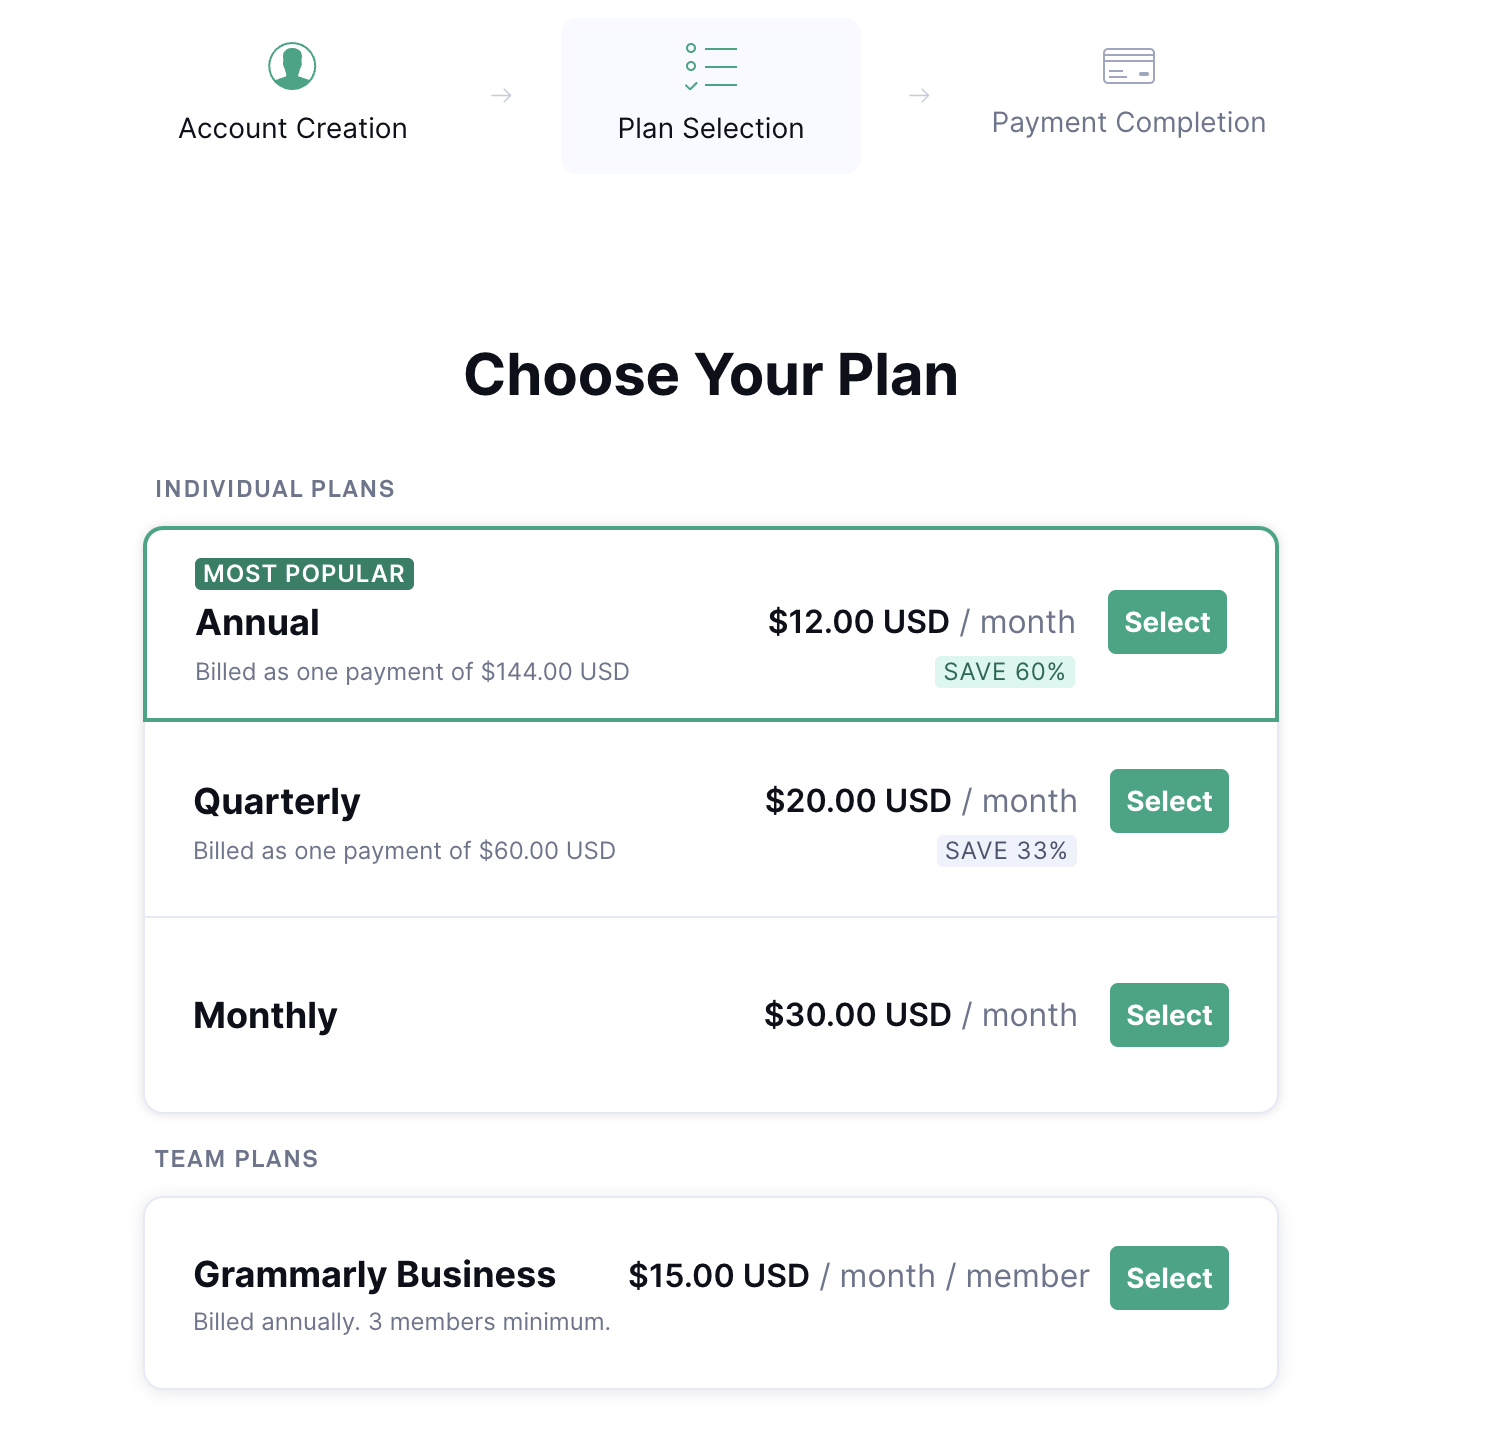 Account Creation
→
Plan Selection
→
Payment Completion
Choose Your Plan
INDIVIDUAL PLANS
MOST POPULAR
Annual
$12.00 USD / month
Select
Billed as one payment of $144.00 USD
SAVE 60%
Quarterly
$20.00 USD / month
Select
Billed as one payment of $60.00 USD
SAVE 33%
Monthly
$30.00 USD / month
Select
TEAM PLANS
Grammarly Business
$15.00 USD / month / member
Select
Billed annually. 3 members minimum.